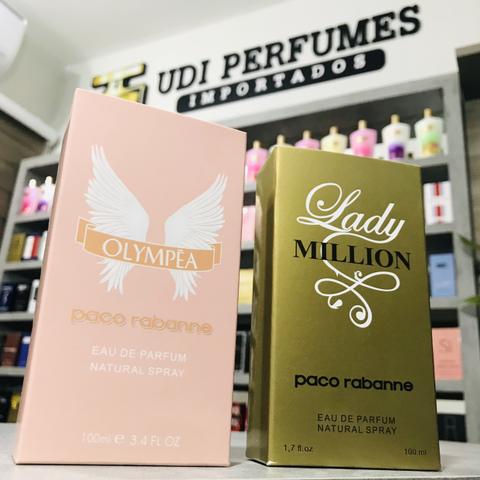 UDI PERFUMES
IMPORTADOS
OLYMPĒA
paco rabanne
EAU DE PARFUM
NATURAL SPRAY
100ml e 3.4 FL OZ
Lady
MILLION
paco rabanne
EAU DE PARFUM
NATURAL SPRAY
1,7 fl.oz 100 ml